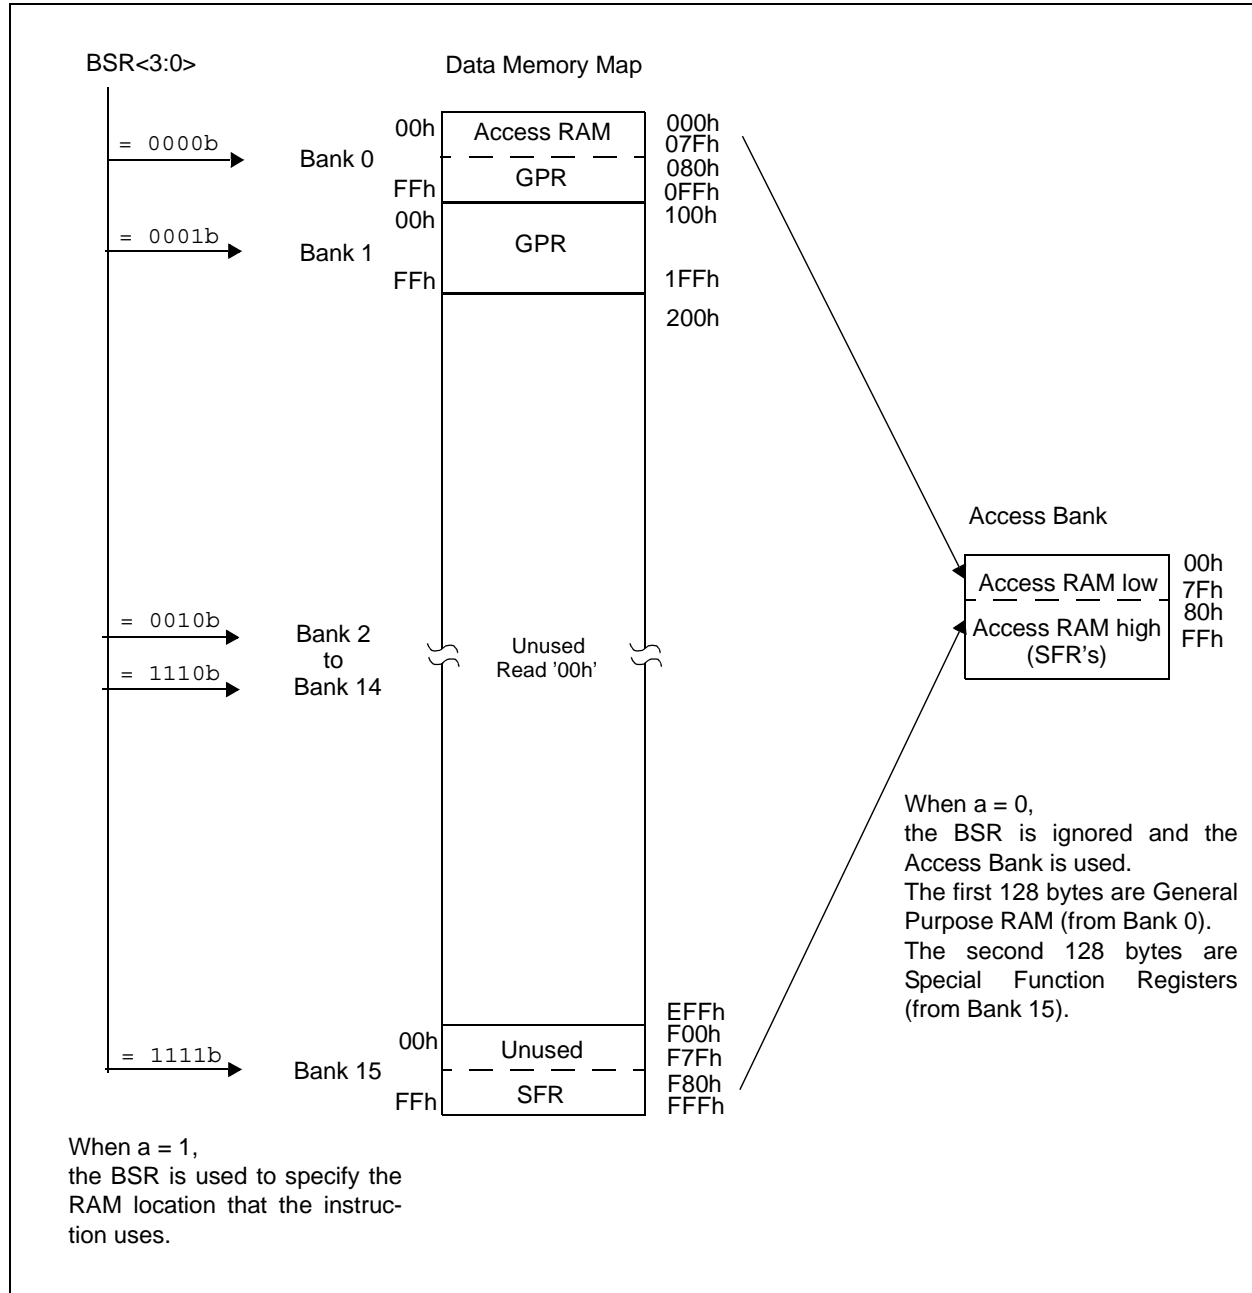 BSR<3:0>
Data Memory Map
= 0000b
Bank 0
00h
FFh
Access RAM
GPR
000h
07Fh
080h
0FFh
= 0001b
Bank 1
00h
FFh
GPR
100h
1FFh
200h
= 0010b
= 1110b
Bank 2
to
Bank 14
Unused
Read '00h'
Access Bank
Access RAM low
Access RAM high
(SFR's)
00h
7Fh
80h
FFh
When a = 0,
the BSR is ignored and the
Access Bank is used.
The first 128 bytes are General
Purpose RAM (from Bank 0).
The second 128 bytes are
Special Function Registers
(from Bank 15).
= 1111b
Bank 15
00h
FFh
Unused
SFR
EFFh
F00h
F7Fh
F80h
FFFh
When a = 1,
the BSR is used to specify the
RAM location that the instruc-
tion uses.